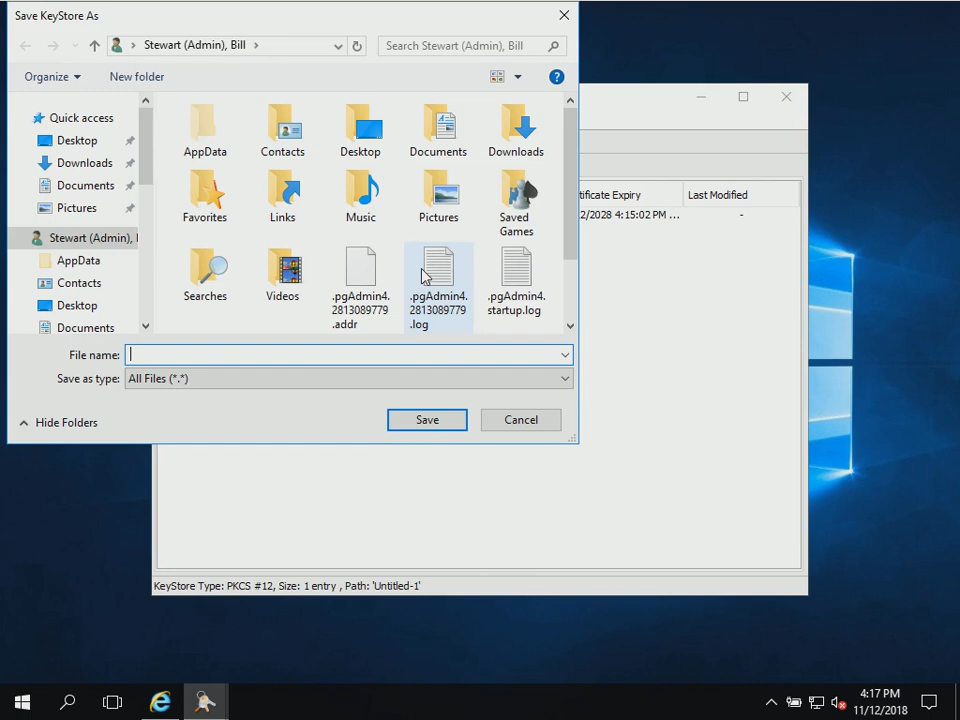 Save KeyStore As
Stewart (Admin), Bill
Search Stewart (Admin), Bill
Organize
New folder
Quick access
Desktop
Downloads
Documents
Pictures
Stewart (Admin),
AppData
Contacts
Desktop
Documents
AppData
Contacts
Desktop
Documents
Downloads
Favorites
Links
Music
Pictures
Saved
Games
Searches
Videos
.pgAdmin4.
2813089779
.addr
.pgAdmin4.
2813089779
.log
.pgAdmin4.
startup.log
File name:
Save as type:
All Files (*.*)
Hide Folders
Save
Cancel
tificate Expiry
Last Modified
2/2028 4:15:02 PM ...
-
KeyStore Type: PKCS #12, Size: 1 entry , Path: 'Untitled-1'
4:17 PM
11/12/2018